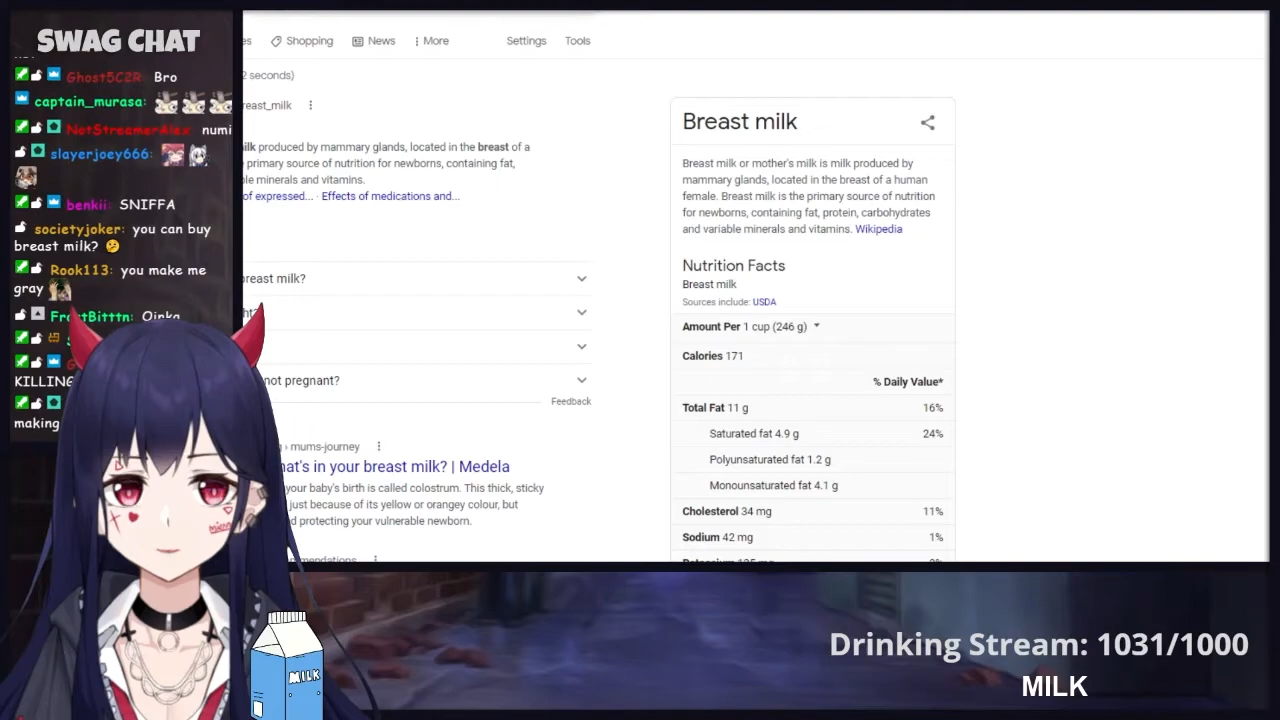 SWAG CHAT
Ghost5C2R: Bro
captain_murasa:
NotStreamerAlex numi
slayerjoey666:
benkii: SNIFFA
societyjoker: you can buy
breast milk?
Rook113: you make me
gray
FrostBitttn: Oinka
KILLING
making
es
Shopping
News
More
Settings
Tools
2 seconds)
reast_milk
ilk produced by mammary glands, located in the breast of a
primary source of nutrition for newborns, containing fat,
le minerals and vitamins.
of expressed... · Effects of medications and...
breast milk?
ht?
not pregnant?
Feedback
› mums-journey
hat's in your breast milk? | Medela
your baby's birth is called colostrum. This thick, sticky
just because of its yellow or orangey colour, but
d protecting your vulnerable newborn.
mmendations
Breast milk
Breast milk or mother's milk is milk produced by
mammary glands, located in the breast of a human
female. Breast milk is the primary source of nutrition
for newborns, containing fat, protein, carbohydrates
and variable minerals and vitamins. Wikipedia
Nutrition Facts
Breast milk
Sources include: USDA
Amount Per 1 cup (246 g)
Calories 171
% Daily Value*
Total Fat 11 g 16%
Saturated fat 4.9 g 24%
Polyunsaturated fat 1.2 g
Monounsaturated fat 4.1 g
Cholesterol 34 mg 11%
Sodium 42 mg 1%
MILK
Drinking Stream: 1031/1000
MILK